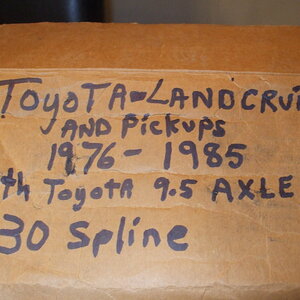 TOYOTA-LANDCRUI
AND Pickups
1976-1985
th Toyota 9.5 AXLE
30 Spline